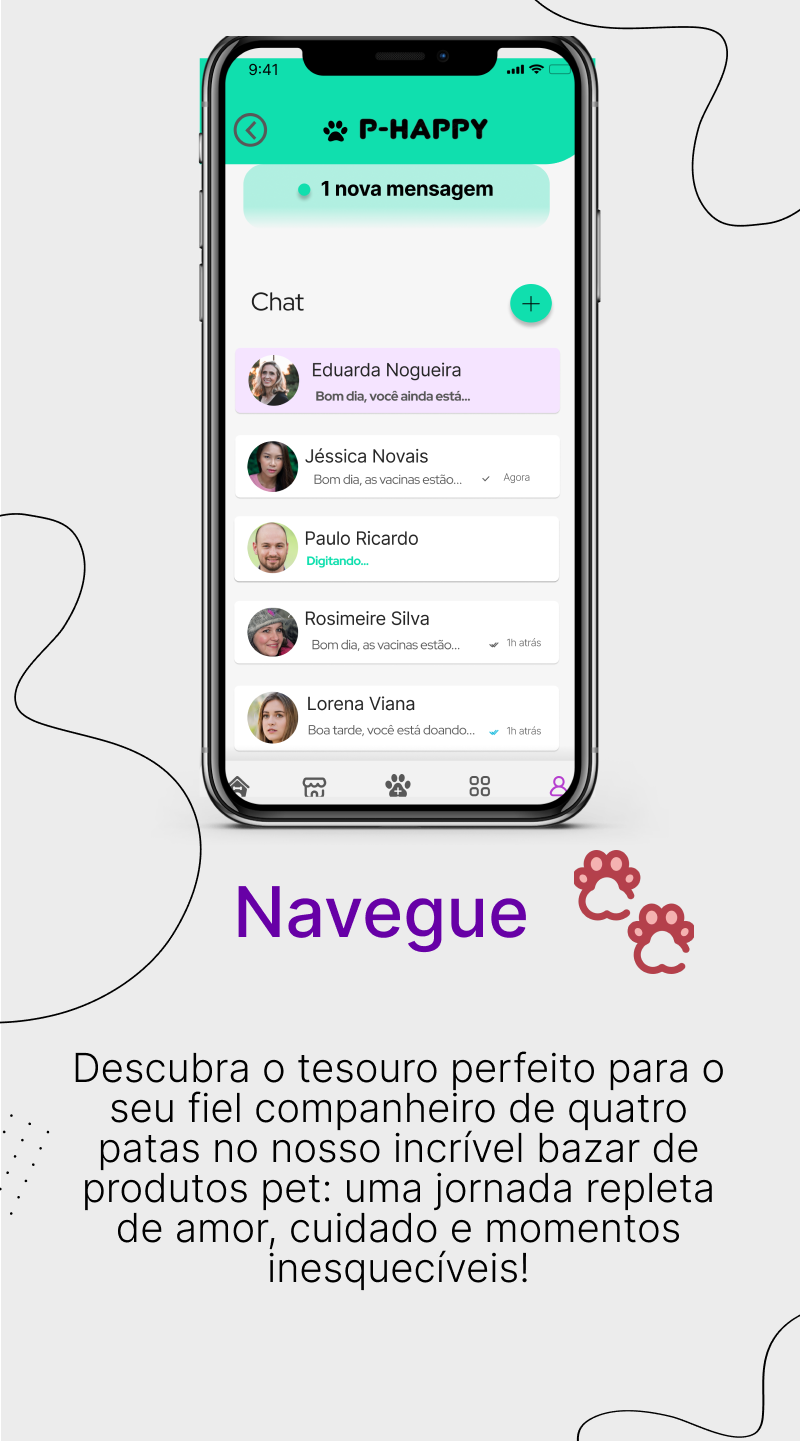 9:41
P-HAPPY
1 nova mensagem
Chat
Eduarda Nogueira
Bom dia, você ainda está...
Jéssica Novais
Bom dia, as vacinas estão... Agora
Paulo Ricardo
Digitando...
Rosimeire Silva
Bom dia, as vacinas estão... 1h atrás
Lorena Viana
Boa tarde, você está doando... 1h atrás
Navegue
Descubra o tesouro perfeito para o
seu fiel companheiro de quatro
patas no nosso incrível bazar de
produtos pet: uma jornada repleta
de amor, cuidado e momentos
inesquecíveis!